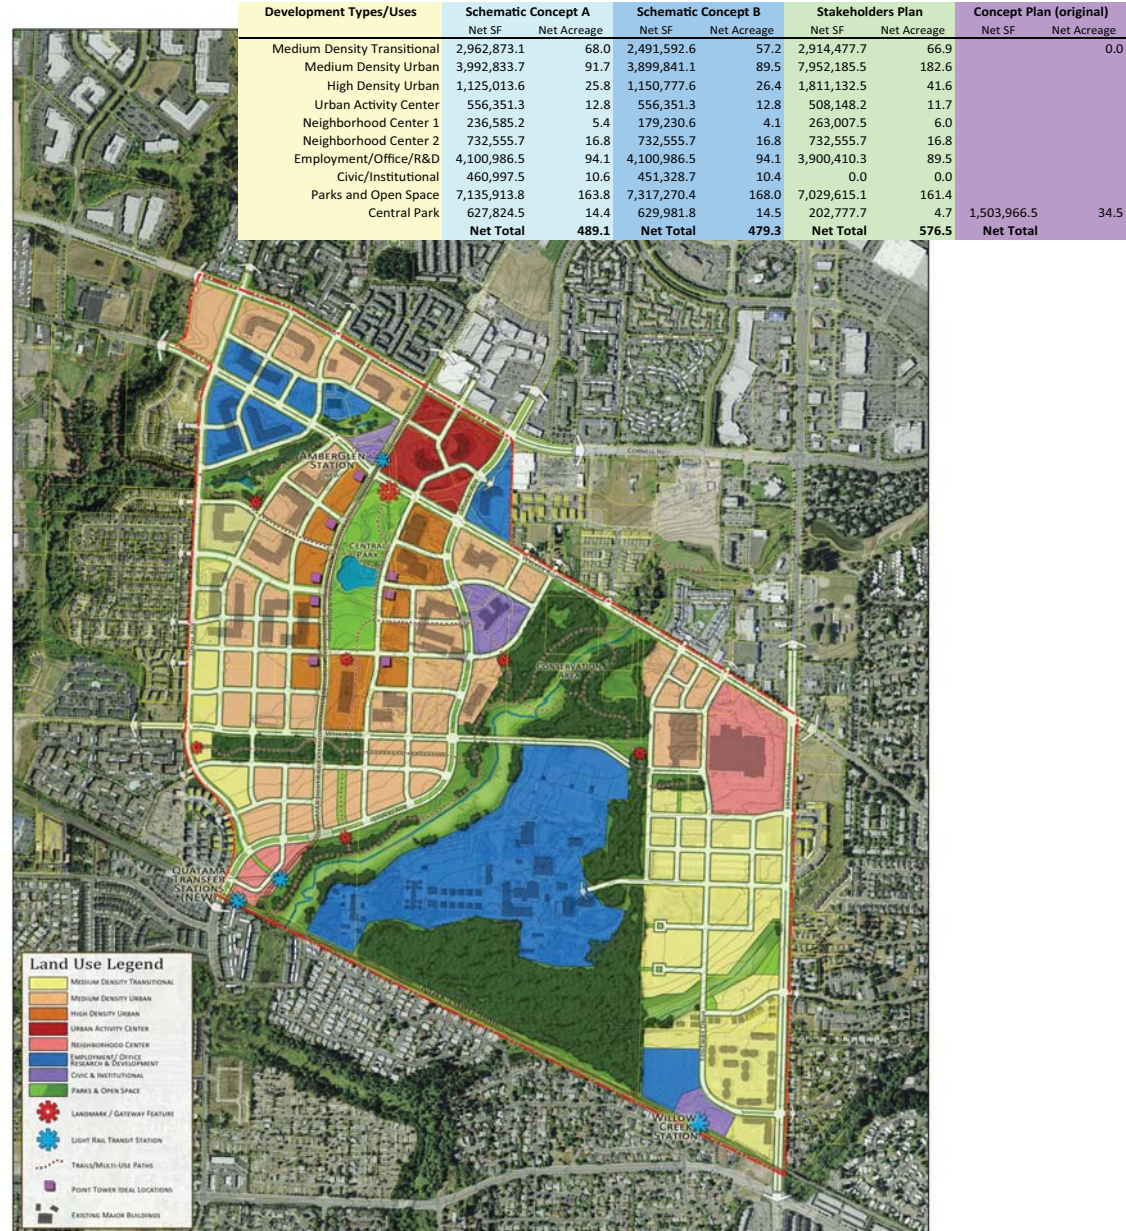 Development Types/Uses Schematic Concept A Schematic Concept B Stakeholders Plan Concept Plan (original)
Net SF Net Acreage Net SF Net Acreage Net SF Net Acreage Net SF Net Acreage
Medium Density Transitional 2,962,873.1 68.0 2,491,592.6 57.2 2,914,477.7 66.9 0.0
Medium Density Urban 3,992,833.7 91.7 3,899,841.1 89.5 7,952,185.5 182.6
High Density Urban 1,125,013.6 25.8 1,150,777.6 26.4 1,811,132.5 41.6
Urban Activity Center 556,351.3 12.8 556,351.3 12.8 508,148.2 11.7
Neighborhood Center 1 236,585.2 5.4 179,230.6 4.1 263,007.5 6.0
Neighborhood Center 2 732,555.7 16.8 732,555.7 16.8 732,555.7 16.8
Employment/Office/R&D 4,100,986.5 94.1 4,100,986.5 94.1 3,900,410.3 89.5
Civic/Institutional 460,997.5 10.6 451,328.7 10.4 0.0 0.0
Parks and Open Space 7,135,913.8 163.8 7,317,270.4 168.0 7,029,615.1 161.4
Central Park 627,824.5 14.4 629,981.8 14.5 202,777.7 4.7 1,503,966.5 34.5
Net Total 489.1 Net Total 479.3 Net Total 576.5 Net Total
CORNELL RD
AMBERGLEN
STATION
(NEW)
CENTRAL
PARK
CONSERVATION
AREA
QUATAMA
TRANSFER
STATIONS
(NEW)
WILLOW
CREEK
STATION
Land Use Legend
MEDIUM DENSITY TRANSITIONAL
MEDIUM DENSITY URBAN
HIGH DENSITY URBAN
URBAN ACTIVITY CENTER
NEIGHBORHOOD CENTER
EMPLOYMENT/ OFFICE
RESEARCH & DEVELOPMENT
CIVIC & INSTITUTIONAL
PARKS & OPEN SPACE
LANDMARK / GATEWAY FEATURE
LIGHT RAIL TRANSIT STATION
TRAILS/MULTI-USE PATHS
POINT TOWER IDEAL LOCATIONS
EXISTING MAJOR BUILDINGS